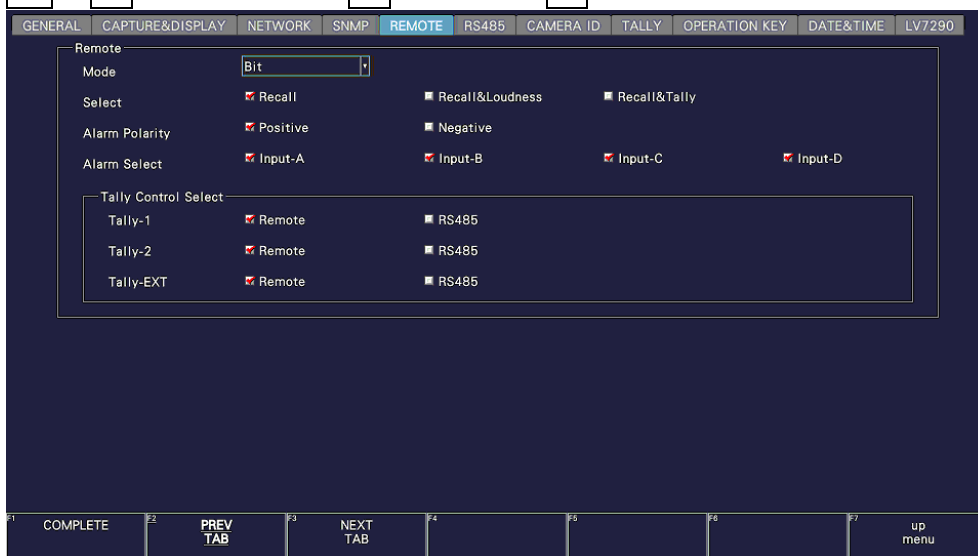 GENERAL CAPTURE&DISPLAY NETWORK SNMP REMOTE RS485 CAMERA ID TALLY OPERATION KEY DATE&TIME LV7290
Remote
Mode Bit
Select Recall Recall&Loudness Recall&Tally
Alarm Polarity Positive Negative
Alarm Select Input-A Input-B Input-C Input-D
Tally Control Select
Tally-1 Remote RS485
Tally-2 Remote RS485
Tally-EXT Remote RS485
F1 COMPLETE F2 PREV F3 NEXT F4 F5 F6 F7 up
TAB TAB menu